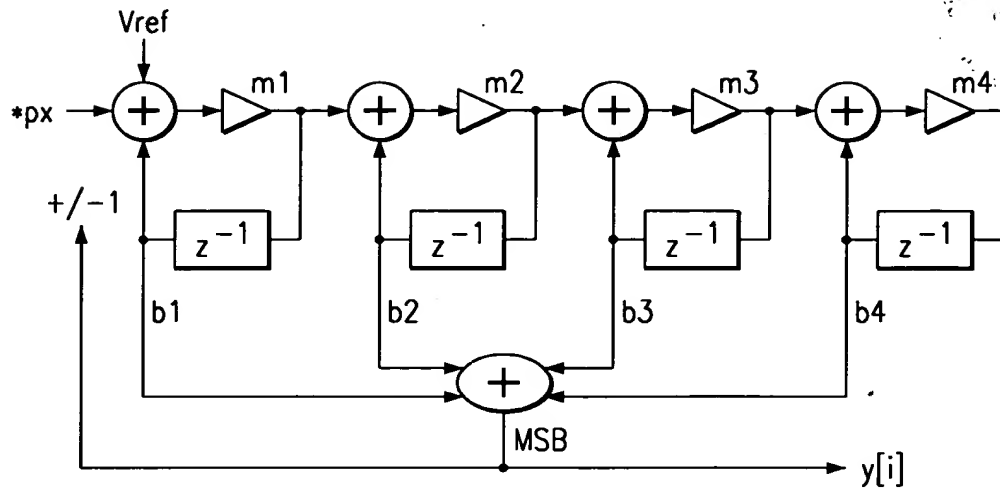 Vref
m1
m2
m3
m4
*px
+
+
+
+
+/-1
z⁻¹
z⁻¹
z⁻¹
z⁻¹
b1
b2
b3
b4
+
MSB
y[i]